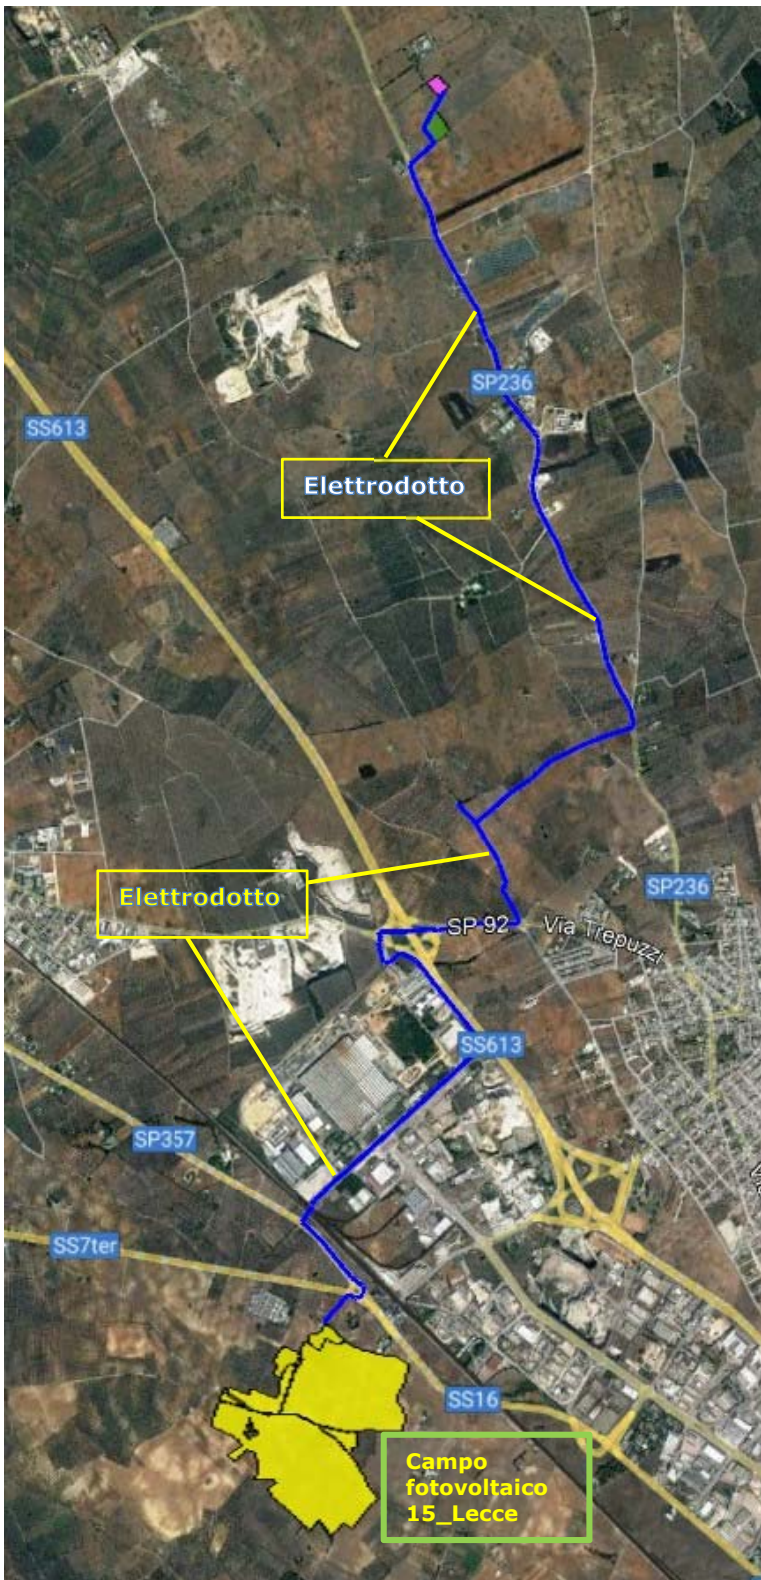 SP236
SS613
Elettrodotto
SP236
Elettrodotto
SP 92
Via Trepuzzi
SS613
SP357
SS7ter
SS16
Campo
fotovoltaico
15_Lecce